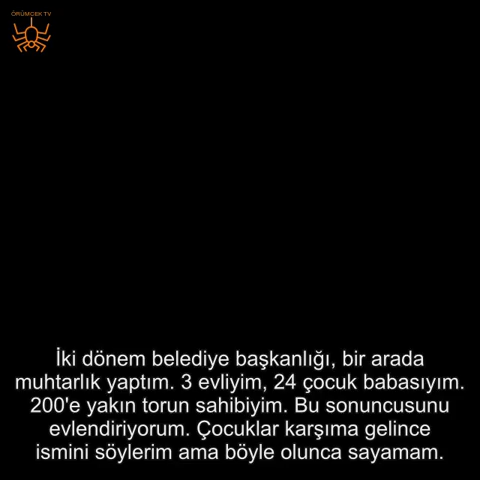 ÖRÜMCEK TV
İki dönem belediye başkanlığı, bir arada
muhtarlık yaptım. 3 evliyim, 24 çocuk babasıyım.
200'e yakın torun sahibiyim. Bu sonuncusunu
evlendiriyorum. Çocuklar karşıma gelince
ismini söylerim ama böyle olunca sayamam.